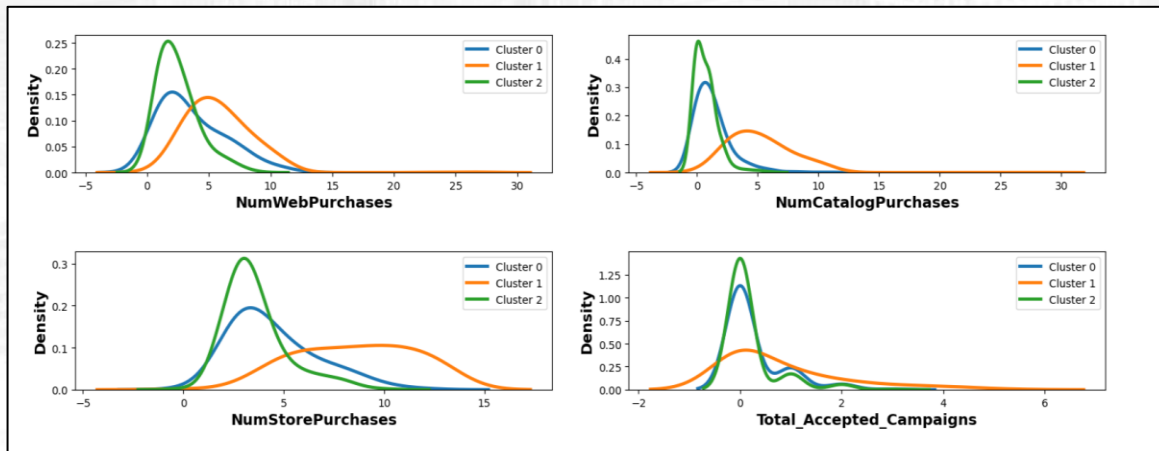 Density
0.25
0.20
0.15
0.10
0.05
0.00
-5
0
5
10
15
20
25
30
NumWebPurchases
Cluster 0
Cluster 1
Cluster 2
Density
0.4
0.3
0.2
0.1
0.0
-5
0
5
10
15
20
25
30
NumCatalogPurchases
Cluster 0
Cluster 1
Cluster 2
Density
0.3
0.2
0.1
0.0
-5
0
5
10
15
NumStorePurchases
Cluster 0
Cluster 1
Cluster 2
Density
1.25
1.00
0.75
0.50
0.25
0.00
-2
0
2
4
6
Total_Accepted_Campaigns
Cluster 0
Cluster 1
Cluster 2